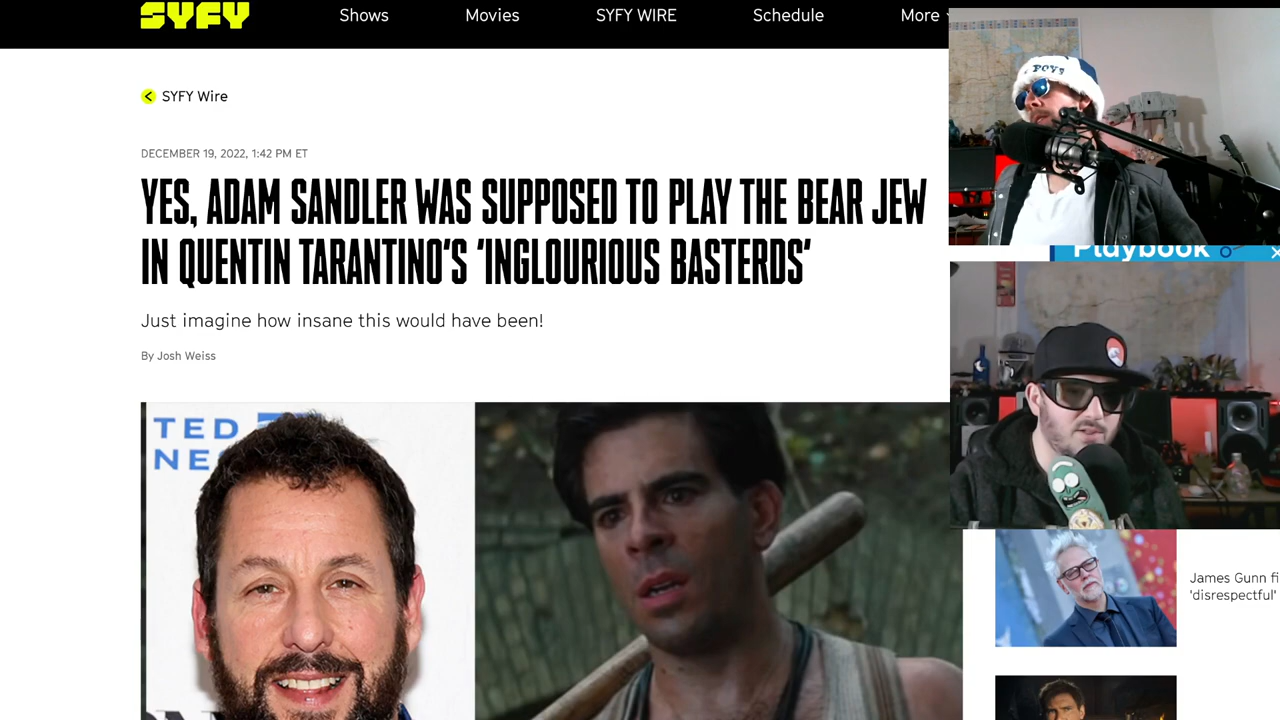 SYFY
Shows
Movies
SYFY WIRE
Schedule
More
SYFY Wire
DECEMBER 19, 2022, 1:42 PM ET
YES, ADAM SANDLER WAS SUPPOSED TO PLAY THE BEAR JEW
IN QUENTIN TARANTINO'S 'INGLOURIOUS BASTERDS'
Just imagine how insane this would have been!
By Josh Weiss
TED
NE
POYS
Playbook
James Gunn fi
'disrespectful'